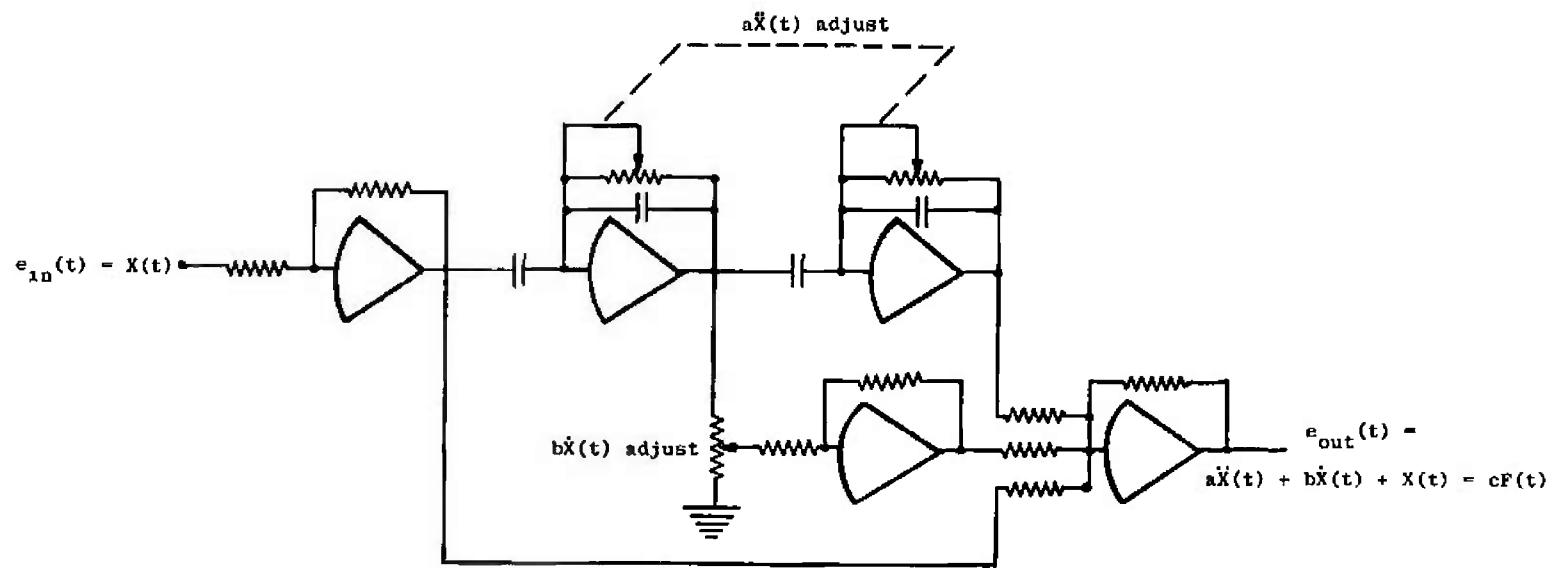 aẌ(t) adjust
e_in(t) = X(t)
bẊ(t) adjust
e_out(t) =
aẌ(t) + bẊ(t) + X(t) = cF(t)